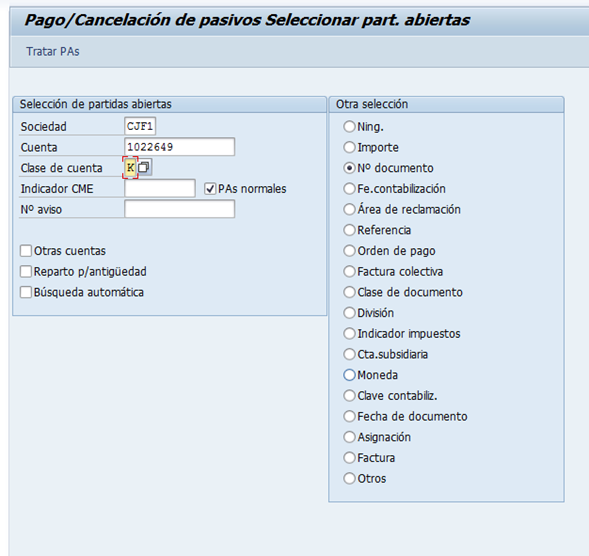 Pago/Cancelación de pasivos Seleccionar part. abiertas
Tratar PAs
Selección de partidas abiertas
Sociedad CJF1
Cuenta 1022649
Clase de cuenta K
Indicador CME PAs normales
Nº aviso
Otras cuentas
Reparto p/antigüedad
Búsqueda automática
Otra selección
Ning.
Importe
Nº documento
Fe.contabilización
Área de reclamación
Referencia
Orden de pago
Factura colectiva
Clase de documento
División
Indicador impuestos
Cta.subsidiaria
Moneda
Clave contabiliz.
Fecha de documento
Asignación
Factura
Otros